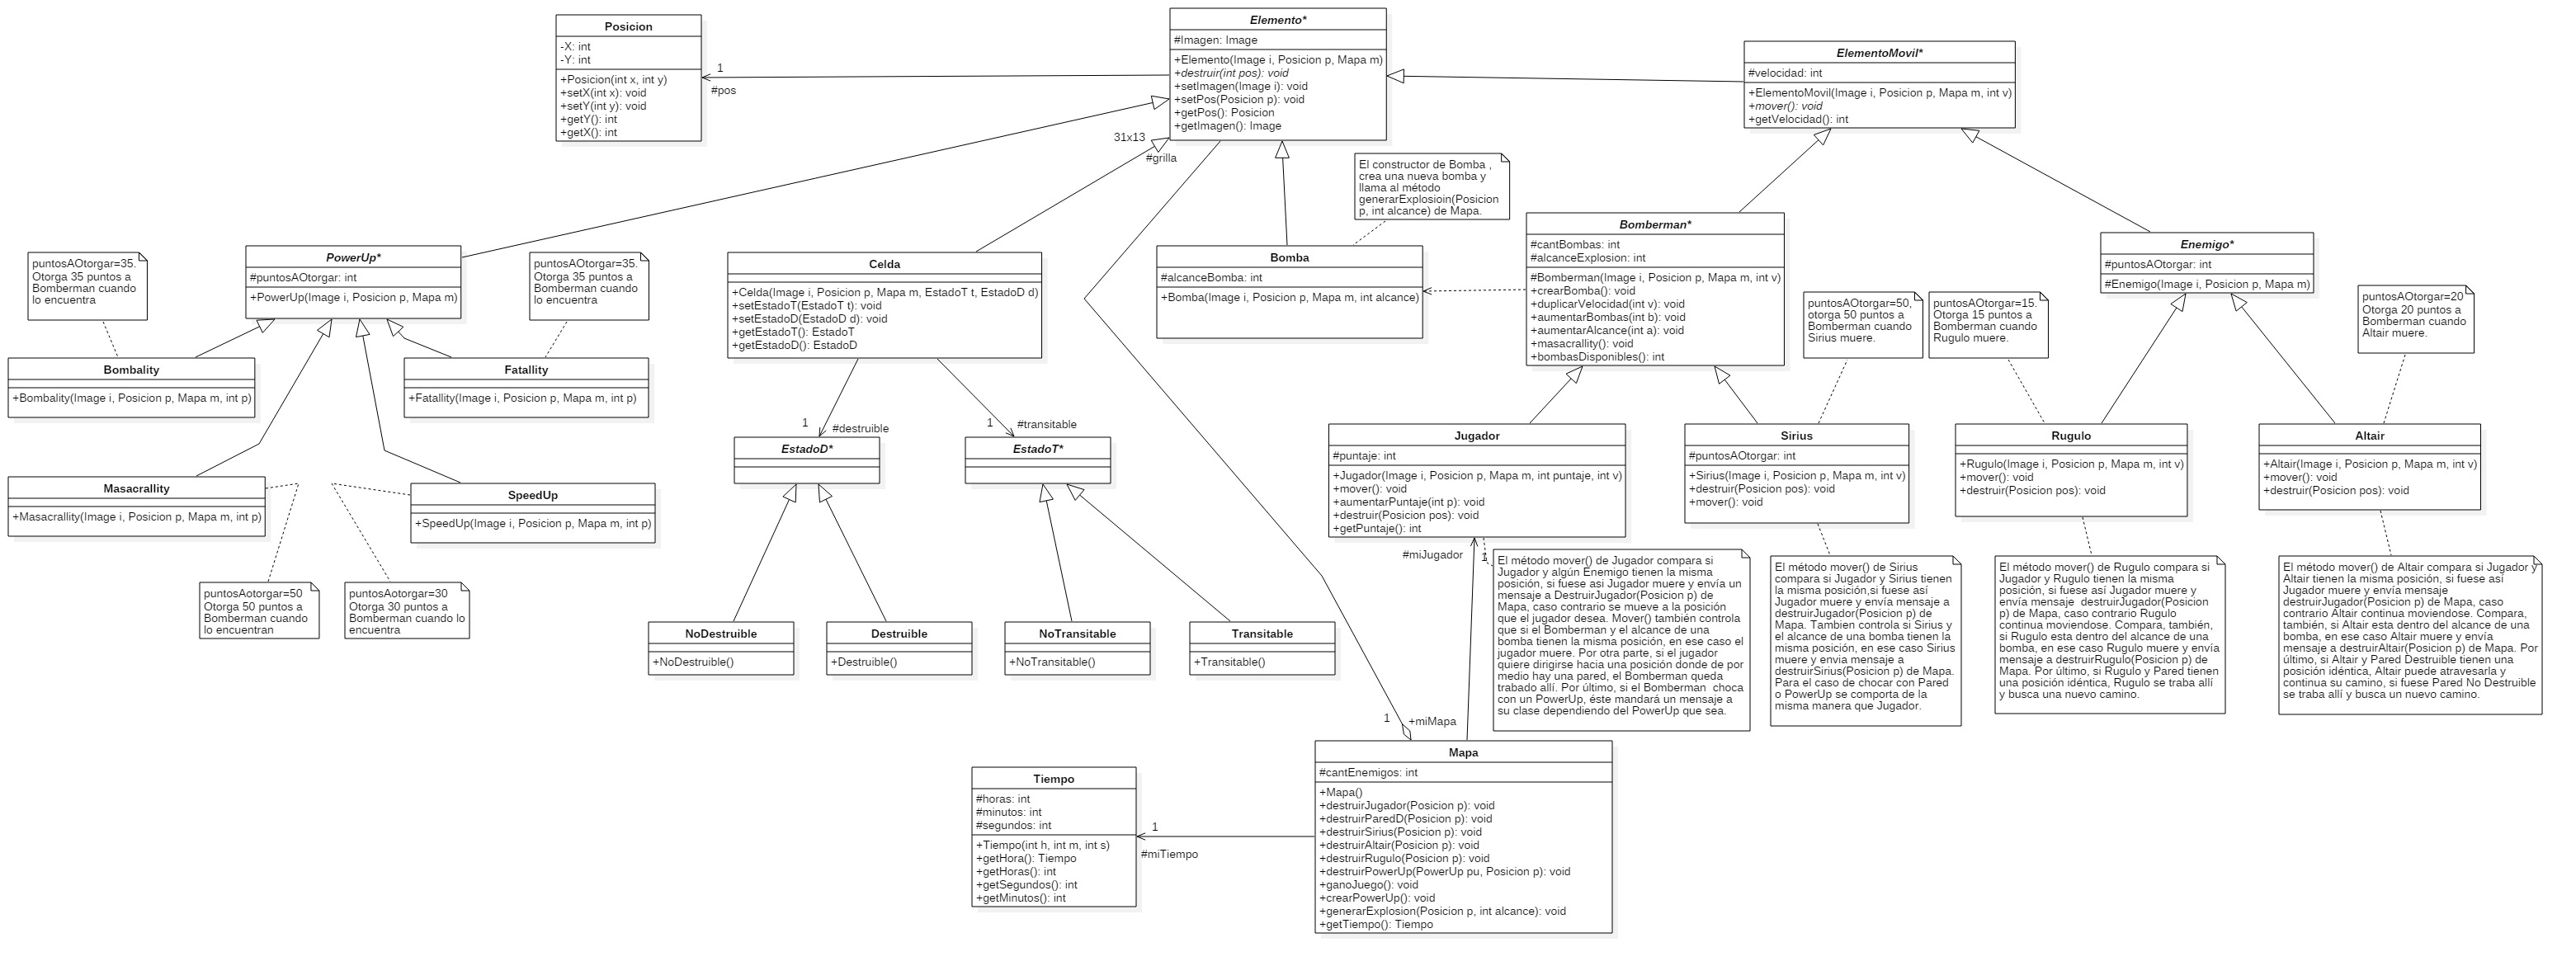 Posicion
-X: int
-Y: int
+Posicion(int x, int y)
+setX(int x): void
+setY(int y): void
+getY(): int
+getX(): int
1
#pos
Elemento*
#Imagen: Image
+Elemento(Image i, Posicion p, Mapa m)
+destruir(int pos): void
+setImagen(Image i): void
+setPos(Posicion p): void
+getPos(): Posicion
+getImagen(): Image
31x13
#grilla
ElementoMovil*
#velocidad: int
+ElementoMovil(Image i, Posicion p, Mapa m, int v)
+mover(): void
+getVelocidad(): int
El constructor de Bomba ,
crea una nueva bomba y
llama al método
generarExplosioin(Posicion
p, int alcance) de Mapa.
puntosAOtorgar=35.
Otorga 35 puntos a
Bomberman cuando
lo encuentra
PowerUp*
#puntosAOtorgar: int
+PowerUp(Image i, Posicion p, Mapa m)
puntosAOtorgar=35.
Otorga 35 puntos a
Bomberman cuando
lo encuentra
Celda
+Celda(Image i, Posicion p, Mapa m, EstadoT t, EstadoD d)
+setEstadoT(EstadoT t): void
+setEstadoD(EstadoD d): void
+getEstadoT(): EstadoT
+getEstadoD(): EstadoD
Bomba
#alcanceBomba: int
+Bomba(Image i, Posicion p, Mapa m, int alcance)
Bomberman*
#cantBombas: int
#alcanceExplosion: int
#Bomberman(Image i, Posicion p, Mapa m, int v)
+crearBomba(): void
+duplicarVelocidad(int v): void
+aumentarBombas(int b): void
+aumentarAlcance(int a): void
+masacrallity(): void
+bombasDisponibles(): int
Enemigo*
#puntosAOtorgar: int
#Enemigo(Image i, Posicion p, Mapa m)
puntosAOtorgar=50,
otorga 50 puntos a
Bomberman cuando
Sirius muere.
puntosAOtorgar=15.
Otorga 15 puntos a
Bomberman cuando
Rugulo muere.
puntosAOtorgar=20
Otorga 20 puntos a
Bomberman cuando
Altair muere.
Bombality
+Bombality(Image i, Posicion p, Mapa m, int p)
Fatallity
+Fatallity(Image i, Posicion p, Mapa m, int p)
1
#destruible
1
#transitable
EstadoD*
EstadoT*
Jugador
#puntaje: int
+Jugador(Image i, Posicion p, Mapa m, int puntaje, int v)
+mover(): void
+aumentarPuntaje(int p): void
+destruir(Posicion pos): void
+getPuntaje(): int
Sirius
#puntosAOtorgar: int
+Sirius(Image i, Posicion p, Mapa m, int v)
+destruir(Posicion pos): void
+mover(): void
Rugulo
+Rugulo(Image i, Posicion p, Mapa m, int v)
+mover(): void
+destruir(Posicion pos): void
Altair
+Altair(Image i, Posicion p, Mapa m, int v)
+mover(): void
+destruir(Posicion pos): void
Masacrallity
+Masacrallity(Image i, Posicion p, Mapa m, int p)
SpeedUp
+SpeedUp(Image i, Posicion p, Mapa m, int p)
puntosAotorgar=50
Otorga 50 puntos a
Bomberman cuando
lo encuentran
puntosAotorgar=30
Otorga 30 puntos a
Bomberman cuando lo
encuentra
NoDestruible
+NoDestruible()
Destruible
+Destruible()
NoTransitable
+NoTransitable()
Transitable
+Transitable()
#miJugador
1
El método mover() de Jugador compara si
Jugador y algún Enemigo tienen la misma
posición, si fuese asi Jugador muere y envía un
mensaje a DestruirJugador(Posicion p) de
Mapa, caso contrario se mueve a la posición
que el jugador desea. Mover() también controla
que si el Bomberman y el alcance de una
bomba tienen la misma posición, en ese caso el
jugador muere. Por otra parte, si el jugador
quiere dirigirse hacia una posición donde de por
medio hay una pared, el Bomberman queda
trabado allí. Por último, si el Bomberman  choca
con un PowerUp, éste mandará un mensaje a
su clase dependiendo del PowerUp que sea.
El método mover() de Sirius
compara si Jugador y Sirius tienen
la misma posición,si fuese así
Jugador muere y envía mensaje a
destruirJugador(Posicion p) de
Mapa. Tambien controla si Sirius y
el alcance de una bomba tienen la
misma posición, en ese caso Sirius
muere y envia mensaje a
destruirSirius(Posicion p) de Mapa.
Para el caso de chocar con Pared
o PowerUp se comporta de la
misma manera que Jugador.
El método mover() de Rugulo compara si
Jugador y Rugulo tienen la misma
posición, si fuese así Jugador muere y
envía mensaje  destruirJugador(Posicion
p) de Mapa, caso contrario Rugulo
continua moviendose. Compara, también,
si Rugulo esta dentro del alcance de una
bomba, en ese caso Rugulo muere y envía
mensaje a destruirRugulo(Posicion p) de
Mapa. Por último, si Rugulo y Pared tienen
una posición idéntica, Rugulo se traba allí
y busca una nuevo camino.
El método mover() de Altair compara si Jugador y
Altair tienen la misma posición, si fuese así
Jugador muere y envía mensaje
destruirJugador(Posicion p) de Mapa, caso
contrario Altair continua moviendose. Compara,
también, si Altair esta dentro del alcance de una
bomba, en ese caso Altair muere y envía
mensaje a destruirAltair(Posicion p) de Mapa. Por
último, si Altair y Pared Destruible tienen una
posición idéntica, Altair puede atravesarla y
continua su camino, si fuese Pared No Destruible
se traba allí y busca un nuevo camino.
1
+miMapa
Mapa
#cantEnemigos: int
+Mapa()
+destruirJugador(Posicion p): void
+destruirParedD(Posicion p): void
+destruirSirius(Posicion p): void
+destruirAltair(Posicion p): void
+destruirRugulo(Posicion p): void
+destruirPowerUp(PowerUp pu, Posicion p): void
+ganoJuego(): void
+crearPowerUp(): void
+generarExplosion(Posicion p, int alcance): void
+getTiempo(): Tiempo
Tiempo
#horas: int
#minutos: int
#segundos: int
+Tiempo(int h, int m, int s)
+getHora(): Tiempo
+getHoras(): int
+getSegundos(): int
+getMinutos(): int
1
#miTiempo